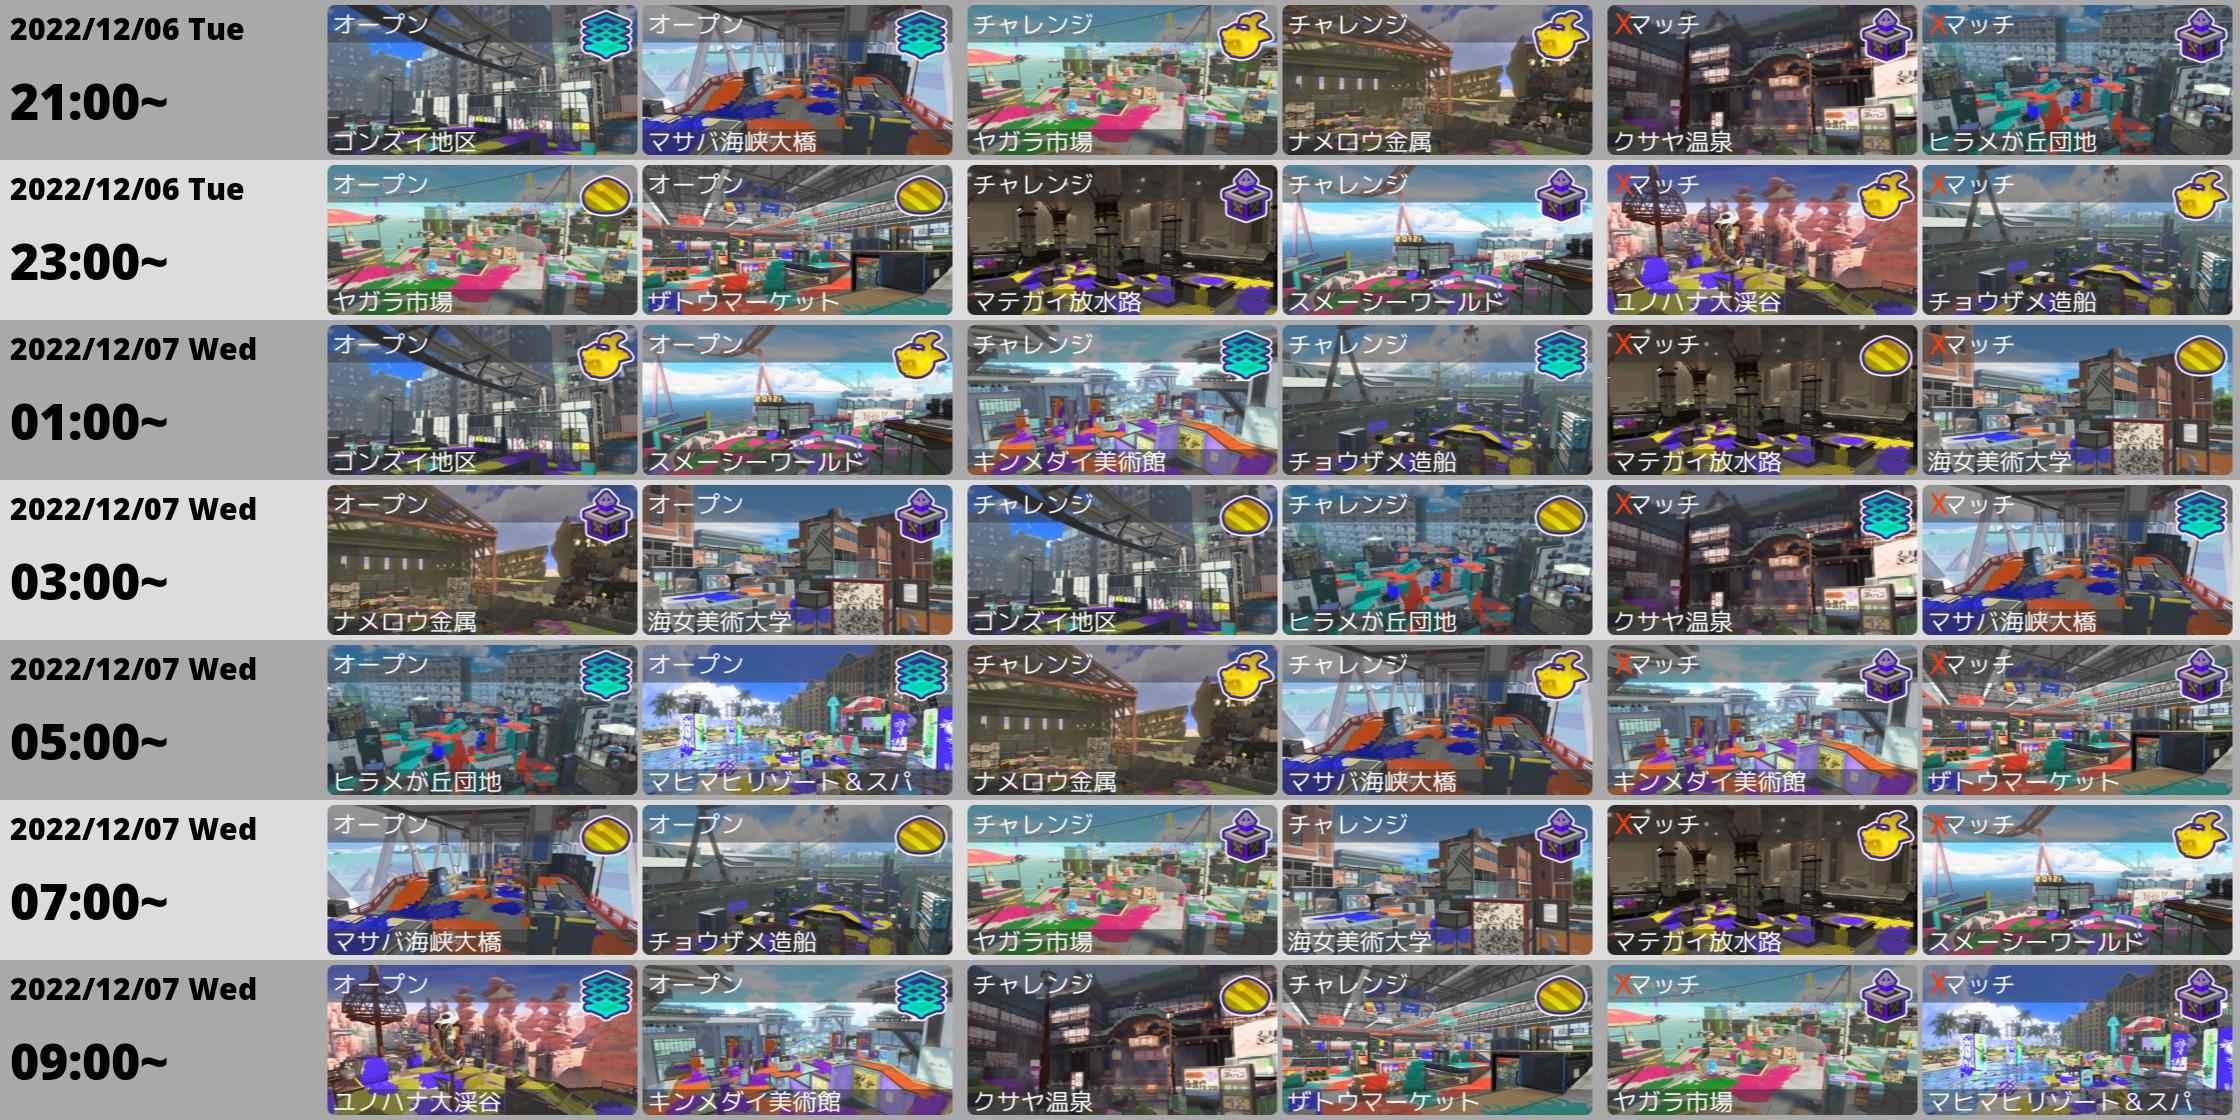 2022/12/06 Tue
21:00~
オープン
ゴンズイ地区
オープン
マサバ海峡大橋
チャレンジ
ヤガラ市場
チャレンジ
ナメロウ金属
Xマッチ
クサヤ温泉
Xマッチ
ヒラメが丘団地
2022/12/06 Tue
23:00~
オープン
ヤガラ市場
オープン
ザトウマーケット
チャレンジ
マテガイ放水路
チャレンジ
スメーシーワールド
Xマッチ
ユノハナ大渓谷
Xマッチ
チョウザメ造船
2022/12/07 Wed
01:00~
オープン
ゴンズイ地区
オープン
スメーシーワールド
チャレンジ
キンメダイ美術館
チャレンジ
チョウザメ造船
Xマッチ
マテガイ放水路
Xマッチ
海女美術大学
2022/12/07 Wed
03:00~
オープン
ナメロウ金属
オープン
海女美術大学
チャレンジ
ゴンズイ地区
チャレンジ
ヒラメが丘団地
Xマッチ
クサヤ温泉
Xマッチ
マサバ海峡大橋
2022/12/07 Wed
05:00~
オープン
ヒラメが丘団地
オープン
マヒマヒリゾート＆スパ
チャレンジ
ナメロウ金属
チャレンジ
マサバ海峡大橋
Xマッチ
キンメダイ美術館
Xマッチ
ザトウマーケット
2022/12/07 Wed
07:00~
オープン
マサバ海峡大橋
オープン
チョウザメ造船
チャレンジ
ヤガラ市場
チャレンジ
海女美術大学
Xマッチ
マテガイ放水路
Xマッチ
スメーシーワールド
2022/12/07 Wed
09:00~
オープン
ユノハナ大渓谷
オープン
キンメダイ美術館
チャレンジ
クサヤ温泉
チャレンジ
ザトウマーケット
Xマッチ
ヤガラ市場
Xマッチ
マヒマヒリゾート＆スパ